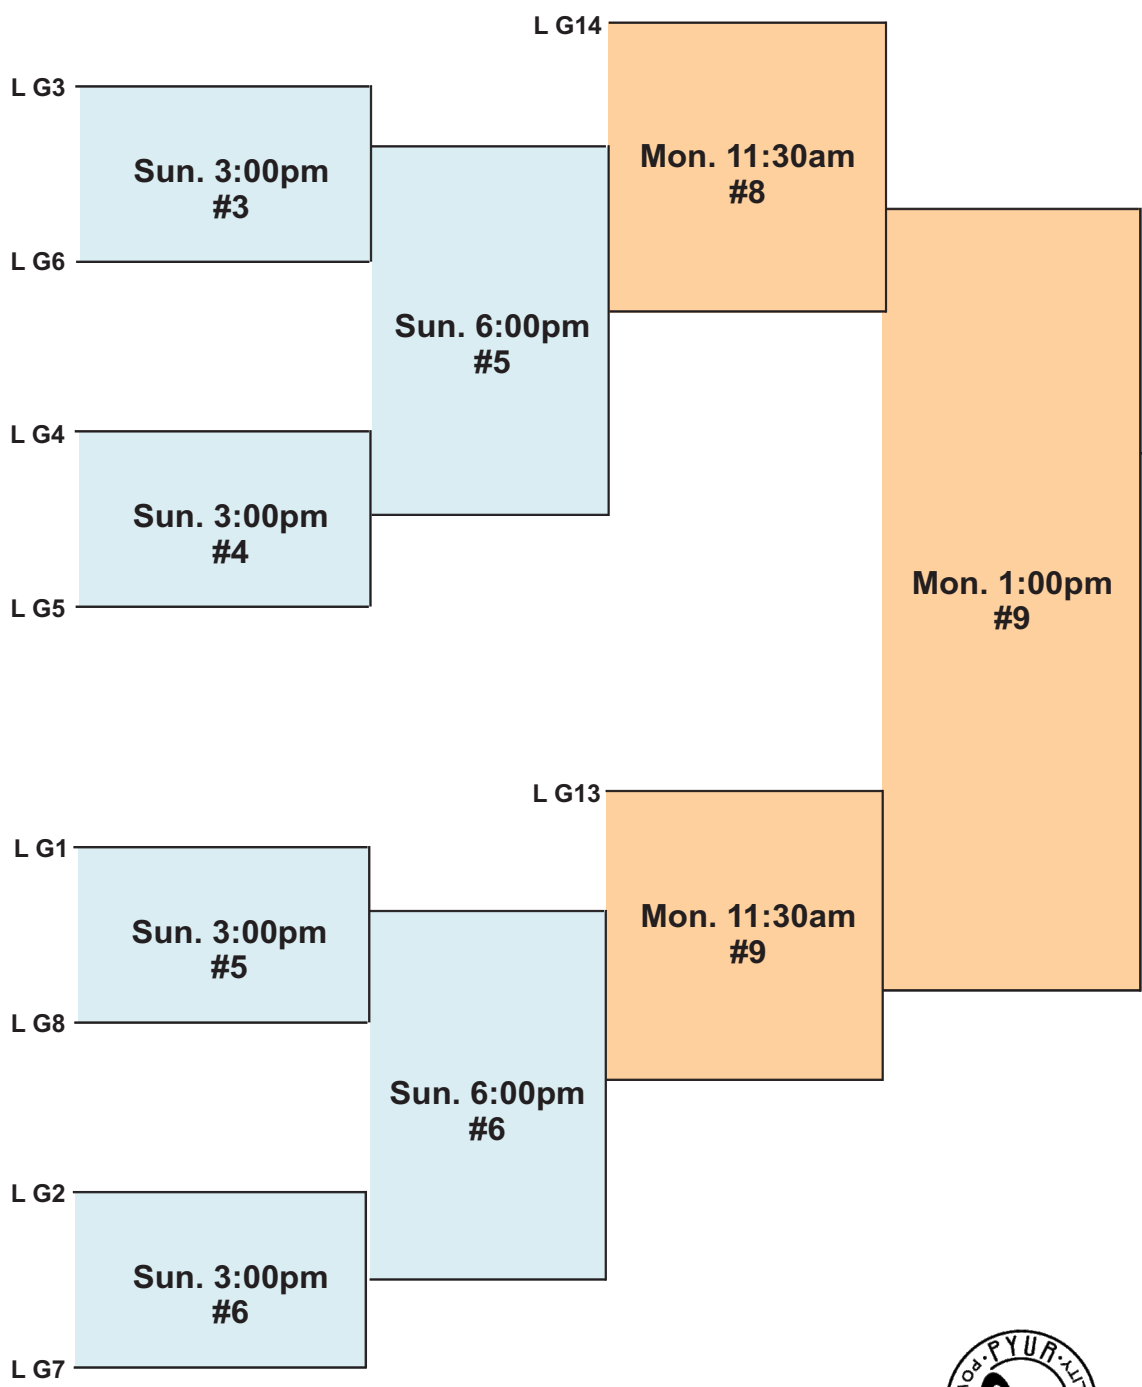 L G14
L G3
Sun. 3:00pm
#3
L G6
Mon. 11:30am
#8
Sun. 6:00pm
#5
L G4
Sun. 3:00pm
#4
L G5
Mon. 1:00pm
#9
L G13
L G1
Sun. 3:00pm
#5
L G8
Mon. 11:30am
#9
Sun. 6:00pm
#6
L G2
Sun. 3:00pm
#6
L G7
PYUR